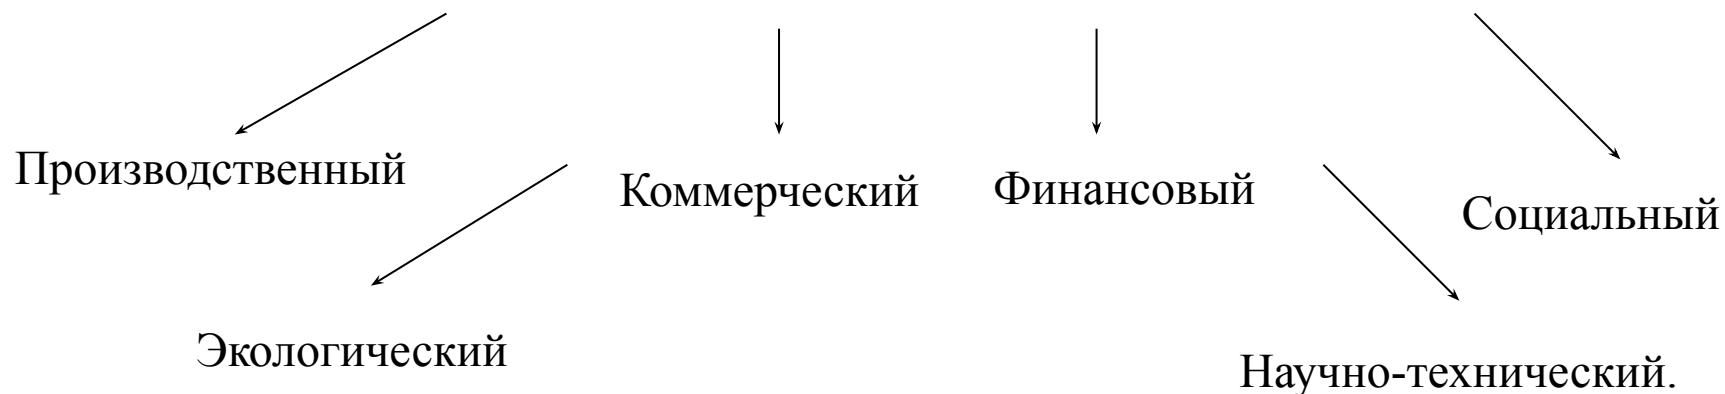 Производственный
Коммерческий
Финансовый
Социальный
Экологический
Научно-технический.